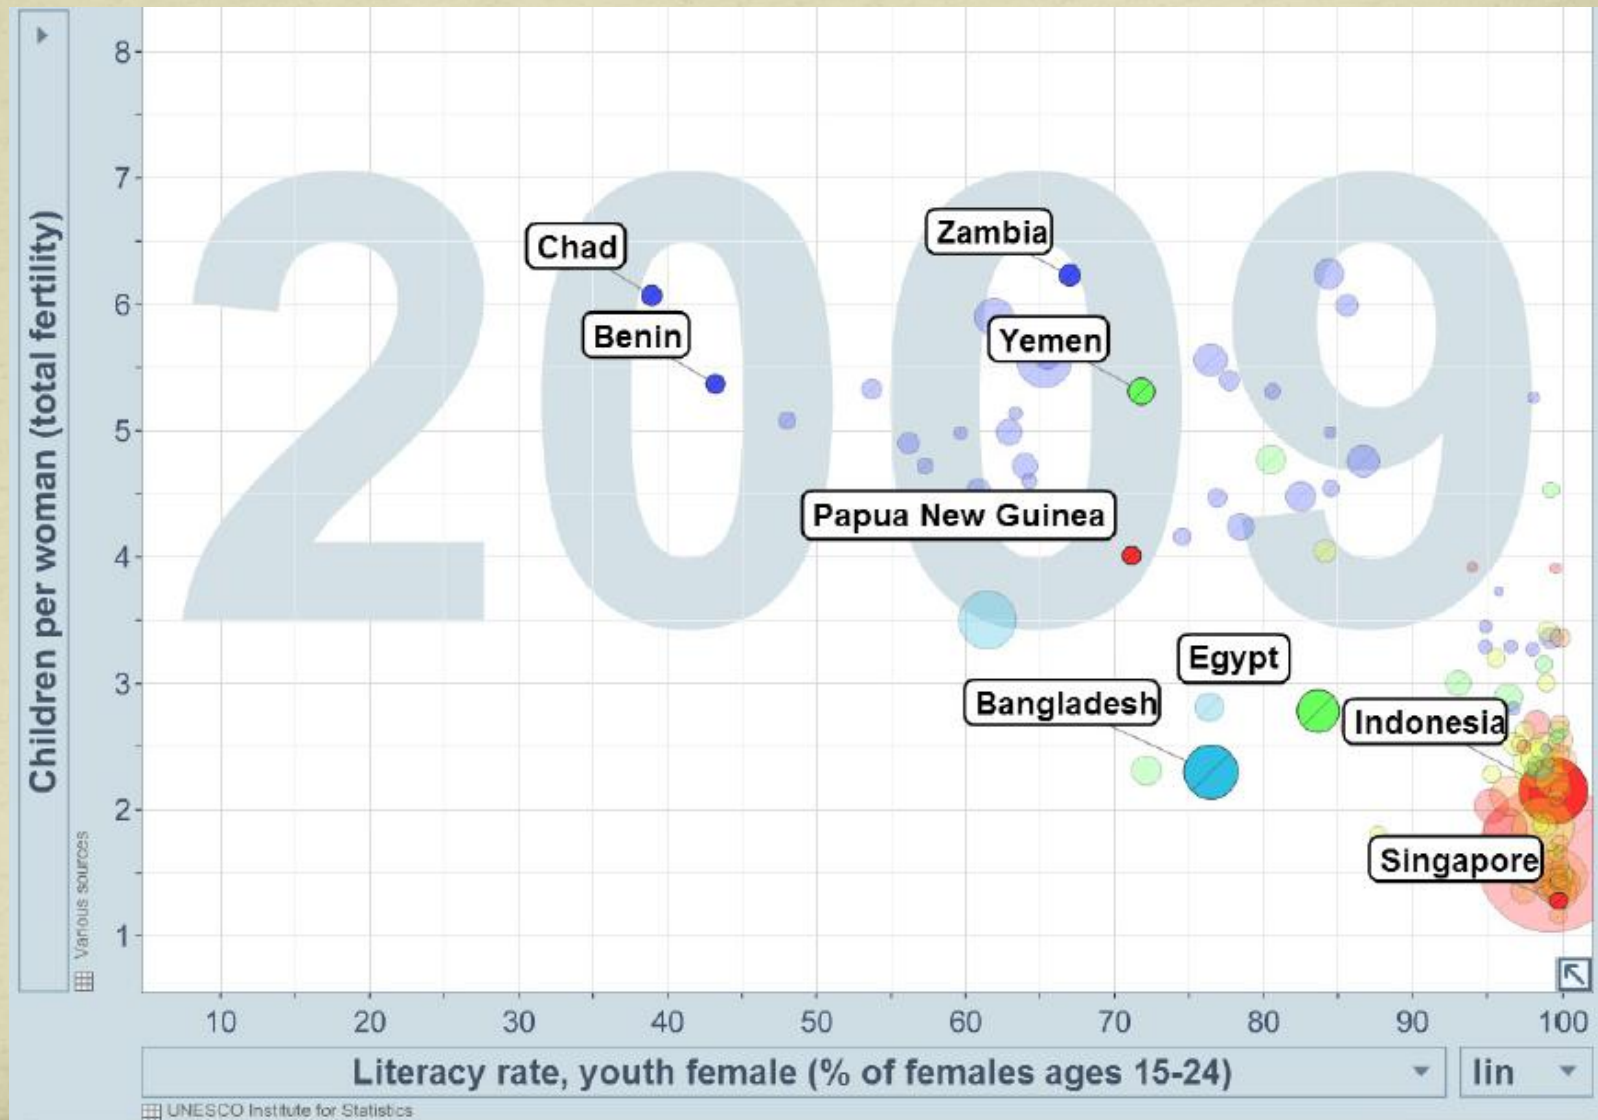 2009
8
7
6
5
4
3
2
1
Children per woman (total fertility)
Various sources
Chad
Zambia
Benin
Yemen
Papua New Guinea
Egypt
Bangladesh
Indonesia
Singapore
10 20 30 40 50 60 70 80 90 100
Literacy rate, youth female (% of females ages 15-24)
lin
UNESCO Institute for Statistics